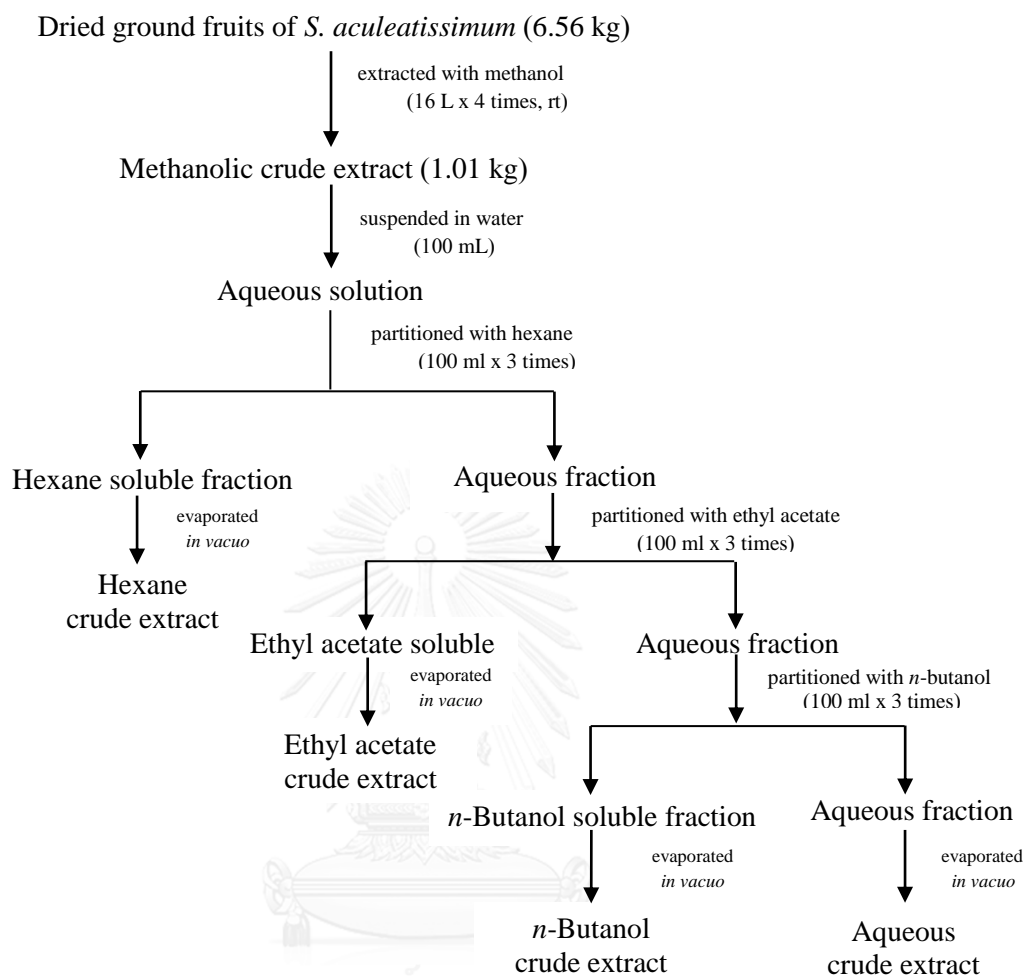 Dried ground fruits of S. aculeatissimum (6.56 kg)
extracted with methanol
(16 L x 4 times, rt)
Methanolic crude extract (1.01 kg)
suspended in water
(100 mL)
Aqueous solution
partitioned with hexane
(100 ml x 3 times)
Hexane soluble fraction
Aqueous fraction
evaporated
in vacuo
partitioned with ethyl acetate
(100 ml x 3 times)
Hexane
crude extract
Ethyl acetate soluble
Aqueous fraction
evaporated
in vacuo
partitioned with n-butanol
(100 ml x 3 times)
Ethyl acetate
crude extract
n-Butanol soluble fraction
Aqueous fraction
evaporated
in vacuo
evaporated
in vacuo
n-Butanol
crude extract
Aqueous
crude extract